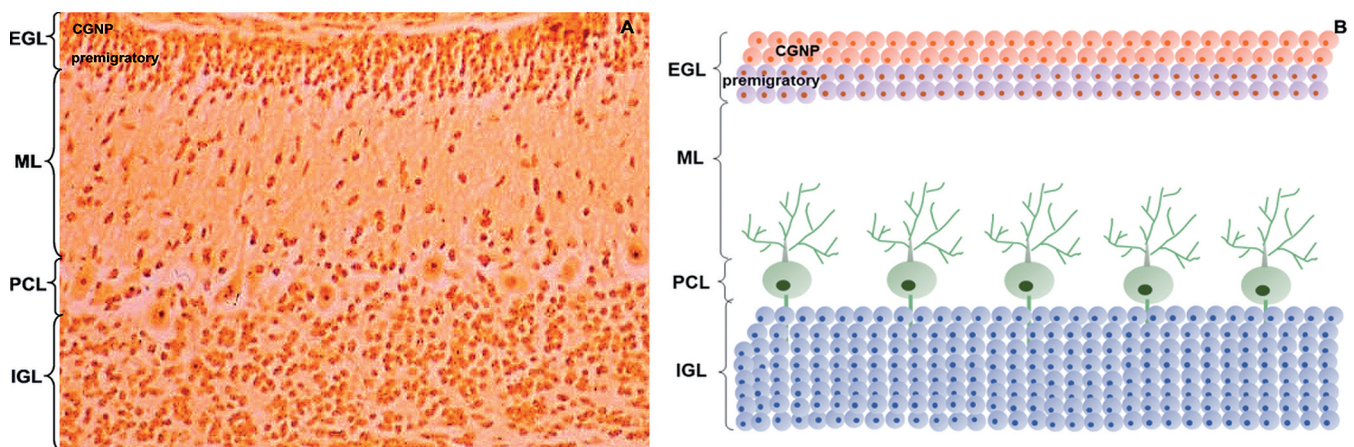 EGL
CGNP
premigratory
A
ML
PCL
IGL
B
EGL
CGNP
premigratory
ML
PCL
IGL